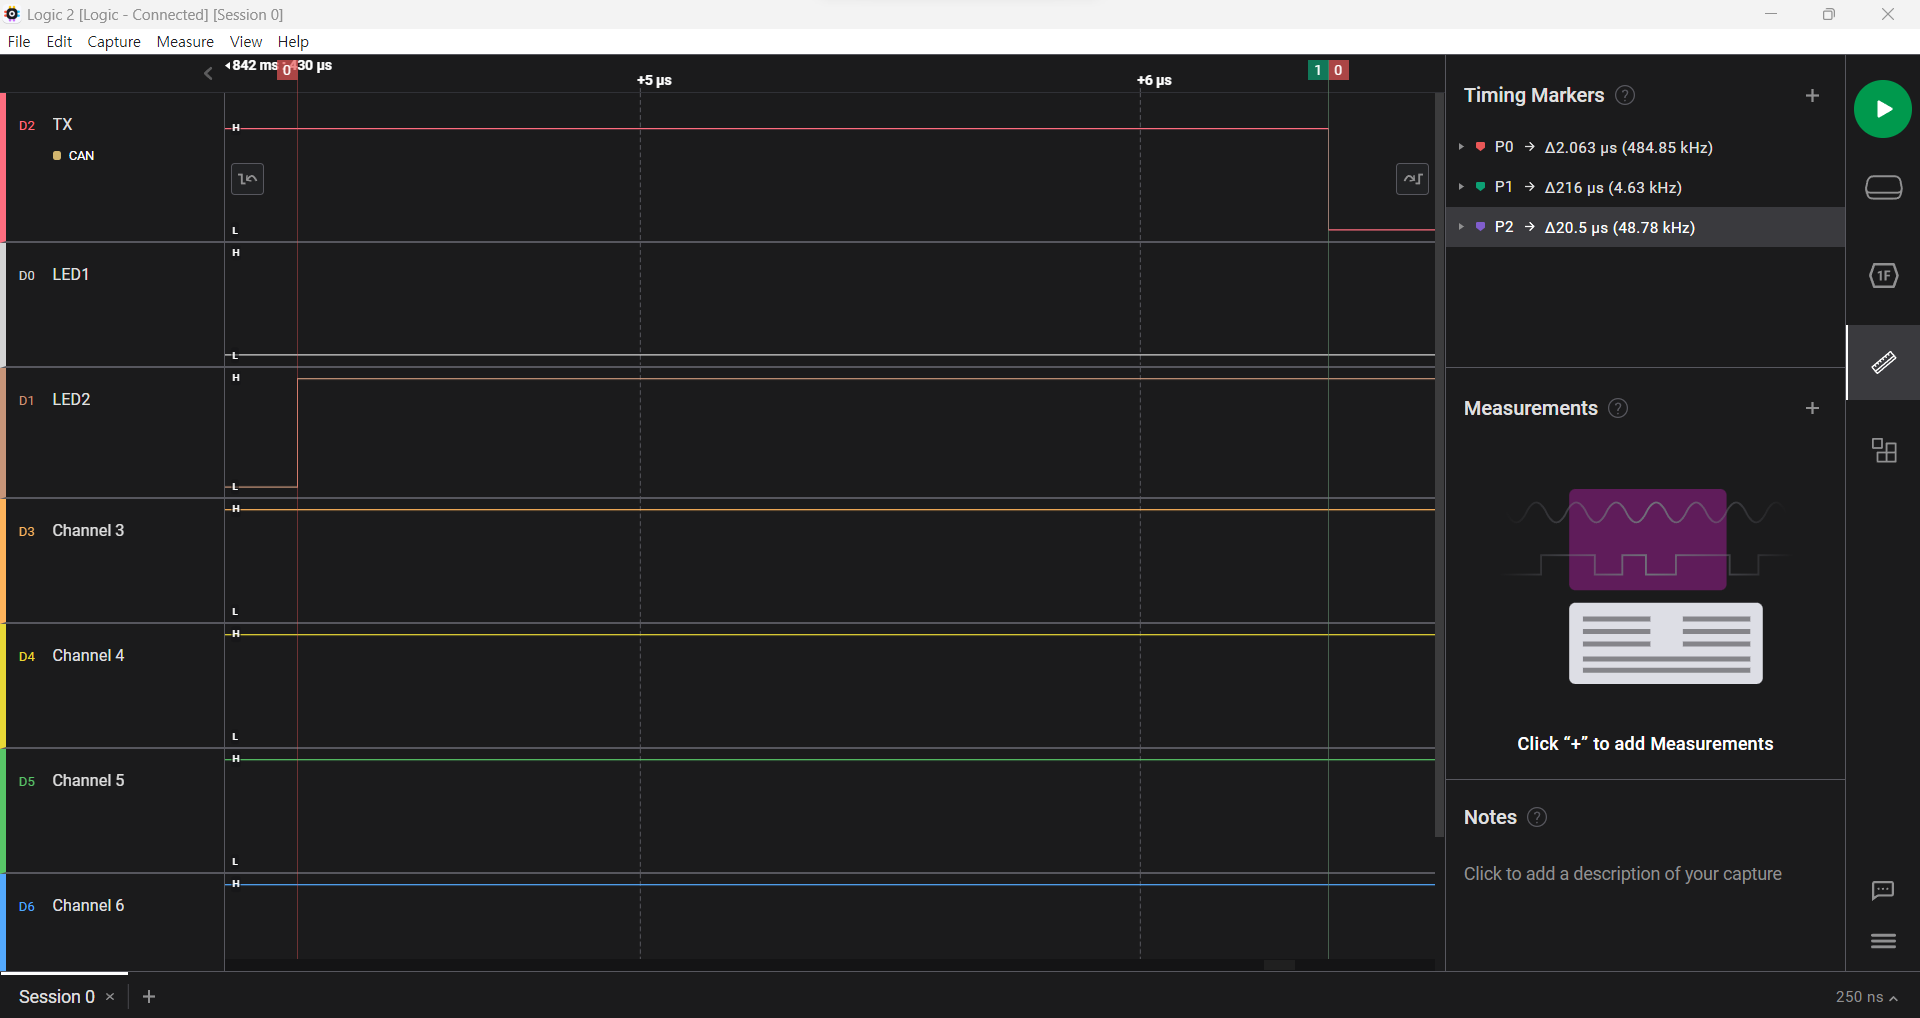 Logic 2 [Logic - Connected] [Session 0]
File Edit Capture Measure View Help
842 ms 30 µs
0
+5 µs
+6 µs
1 0
D2 TX
CAN
H
L
D0 LED1
H
L
D1 LED2
H
L
D3 Channel 3
H
L
D4 Channel 4
H
L
D5 Channel 5
H
L
D6 Channel 6
H
Timing Markers ? +
P0 → Δ2.063 µs (484.85 kHz)
P1 → Δ216 µs (4.63 kHz)
P2 → Δ20.5 µs (48.78 kHz)
1F
Measurements ? +
Click “+” to add Measurements
Notes ?
Click to add a description of your capture
Session 0 × +
250 ns